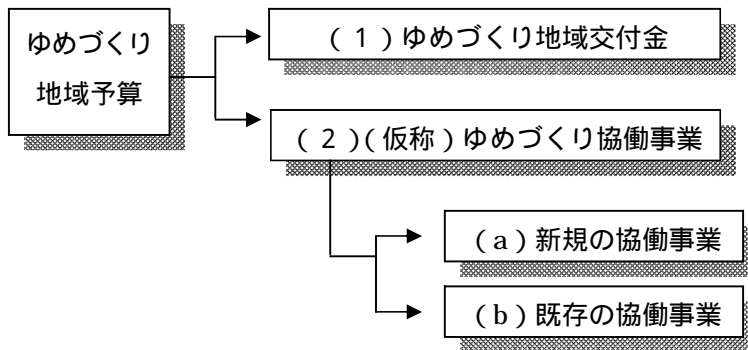 ゆめづくり
地域予算
（１）ゆめづくり地域交付金
（２）（仮称）ゆめづくり協働事業
（a）新規の協働事業
（b）既存の協働事業